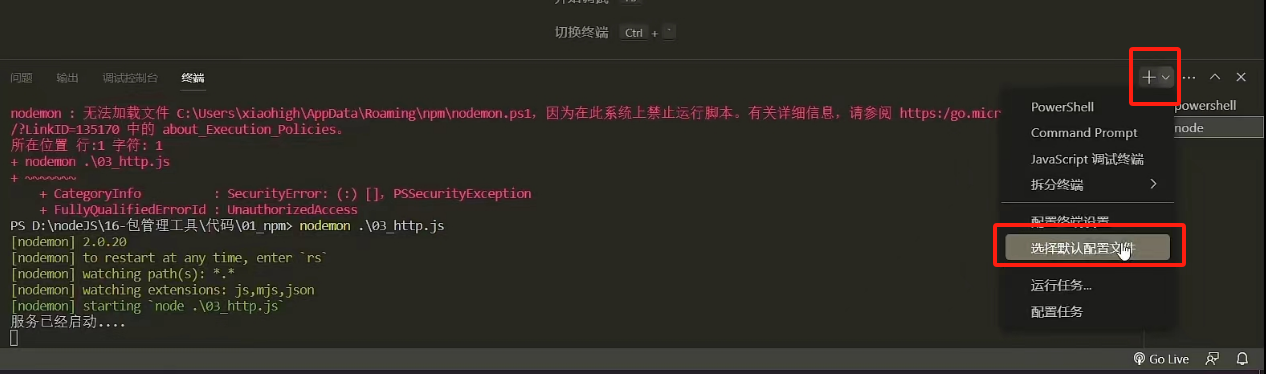 切换终端 Ctrl + `
问题 输出 调试控制台 终端
nodemon : 无法加载文件 C:\Users\xiaohigh\AppData\Roaming\npm\nodemon.ps1，因为在此系统上禁止运行脚本。有关详细信息，请参阅 https:/go.micr
/?LinkID=135170 中的 about_Execution_Policies。
所在位置 行:1 字符: 1
+ nodemon .\03_http.js
+ ~~~~~~~
+ CategoryInfo : SecurityError: (:) []，PSSecurityException
+ FullyQualifiedErrorId : UnauthorizedAccess
PS D:\nodeJS\16-包管理工具\代码\01_npm> nodemon .\03_http.js
[nodemon] 2.0.20
[nodemon] to restart at any time, enter `rs`
[nodemon] watching path(s): *.*
[nodemon] watching extensions: js,mjs,json
[nodemon] starting `node .\03_http.js`
服务已经启动....
PowerShell
Command Prompt
JavaScript 调试终端
拆分终端
配置终端设置
选择默认配置文件
运行任务...
配置任务
powershell
node
Go Live